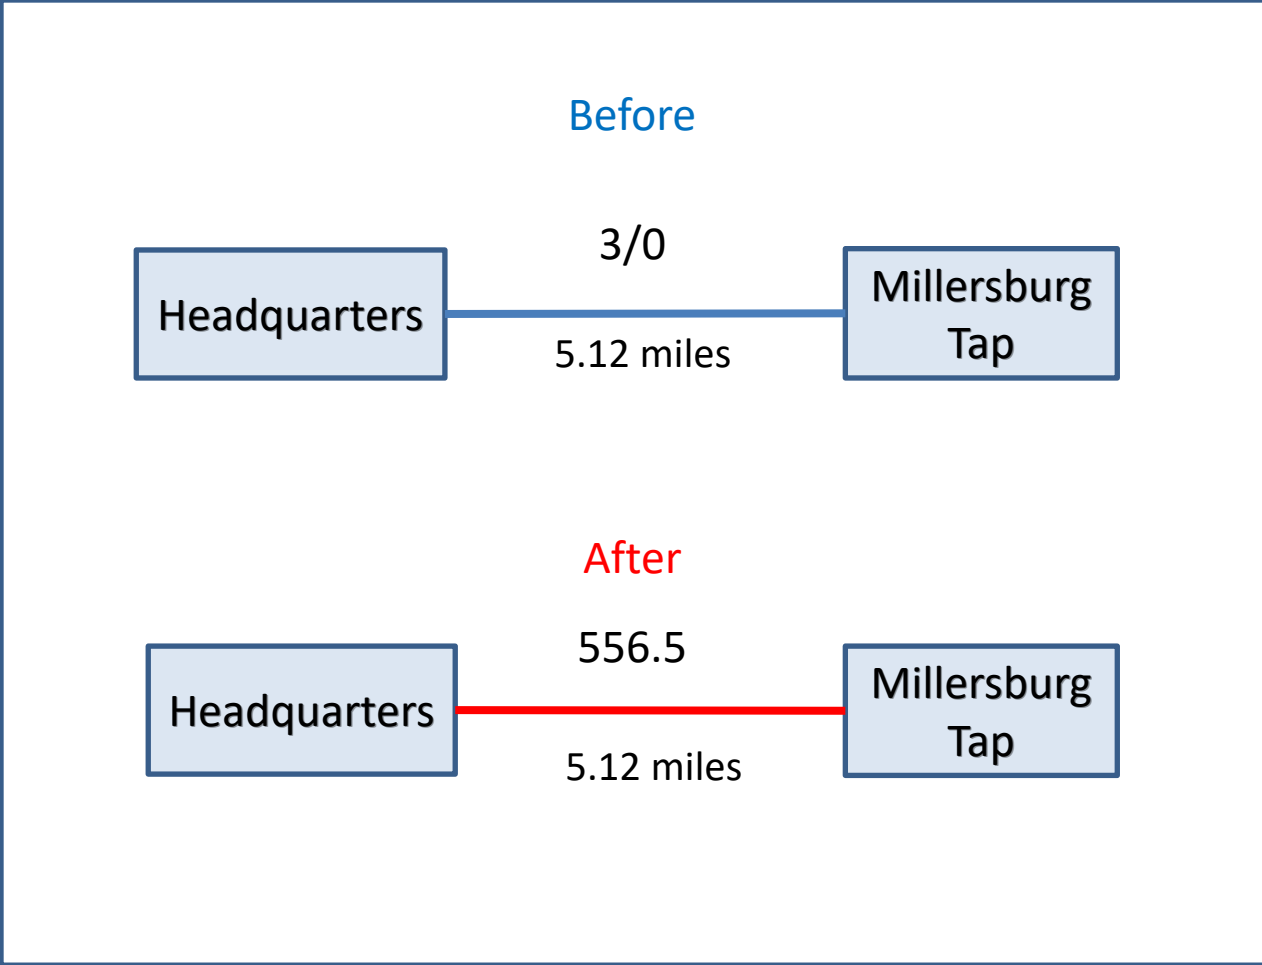 Before
3/0
Headquarters
Millersburg
Tap
5.12 miles
After
556.5
Headquarters
Millersburg
Tap
5.12 miles